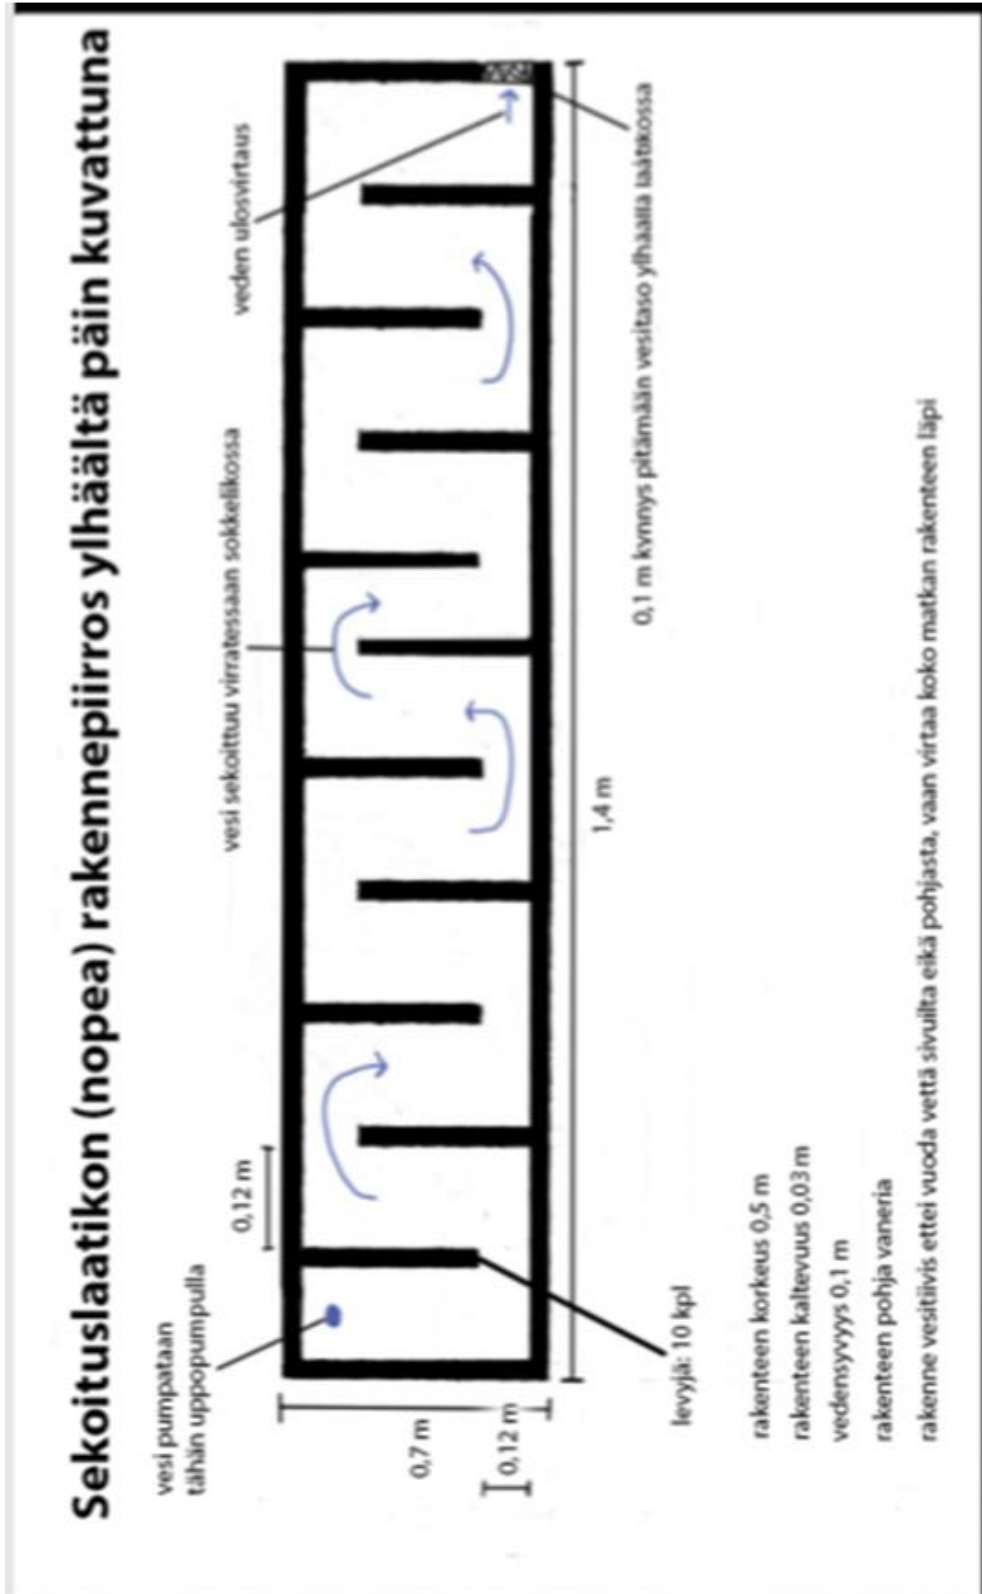 Sekoituslaatikon (nopea) rakennepiirros ylhäältä päin kuvattuna
vesi pumpataan
tähän uppopumpulla
0,12 m
vesi sekoittuu virratessaan sokkelikossa
veden ulosvirtaus
0,7 m
0,12 m
1,4 m
levyjä: 10 kpl
0,1 m kynnys pitämään vesitaso ylhäällä laatikossa
rakenteen korkeus 0,5 m
rakenteen kaltevuus 0,03m
vedensyvyys 0,1 m
rakenteen pohja vaneria
rakenne vesitiivis ettei vuoda vettä sivuilta eikä pohjasta, vaan virtaa koko matkan rakenteen läpi